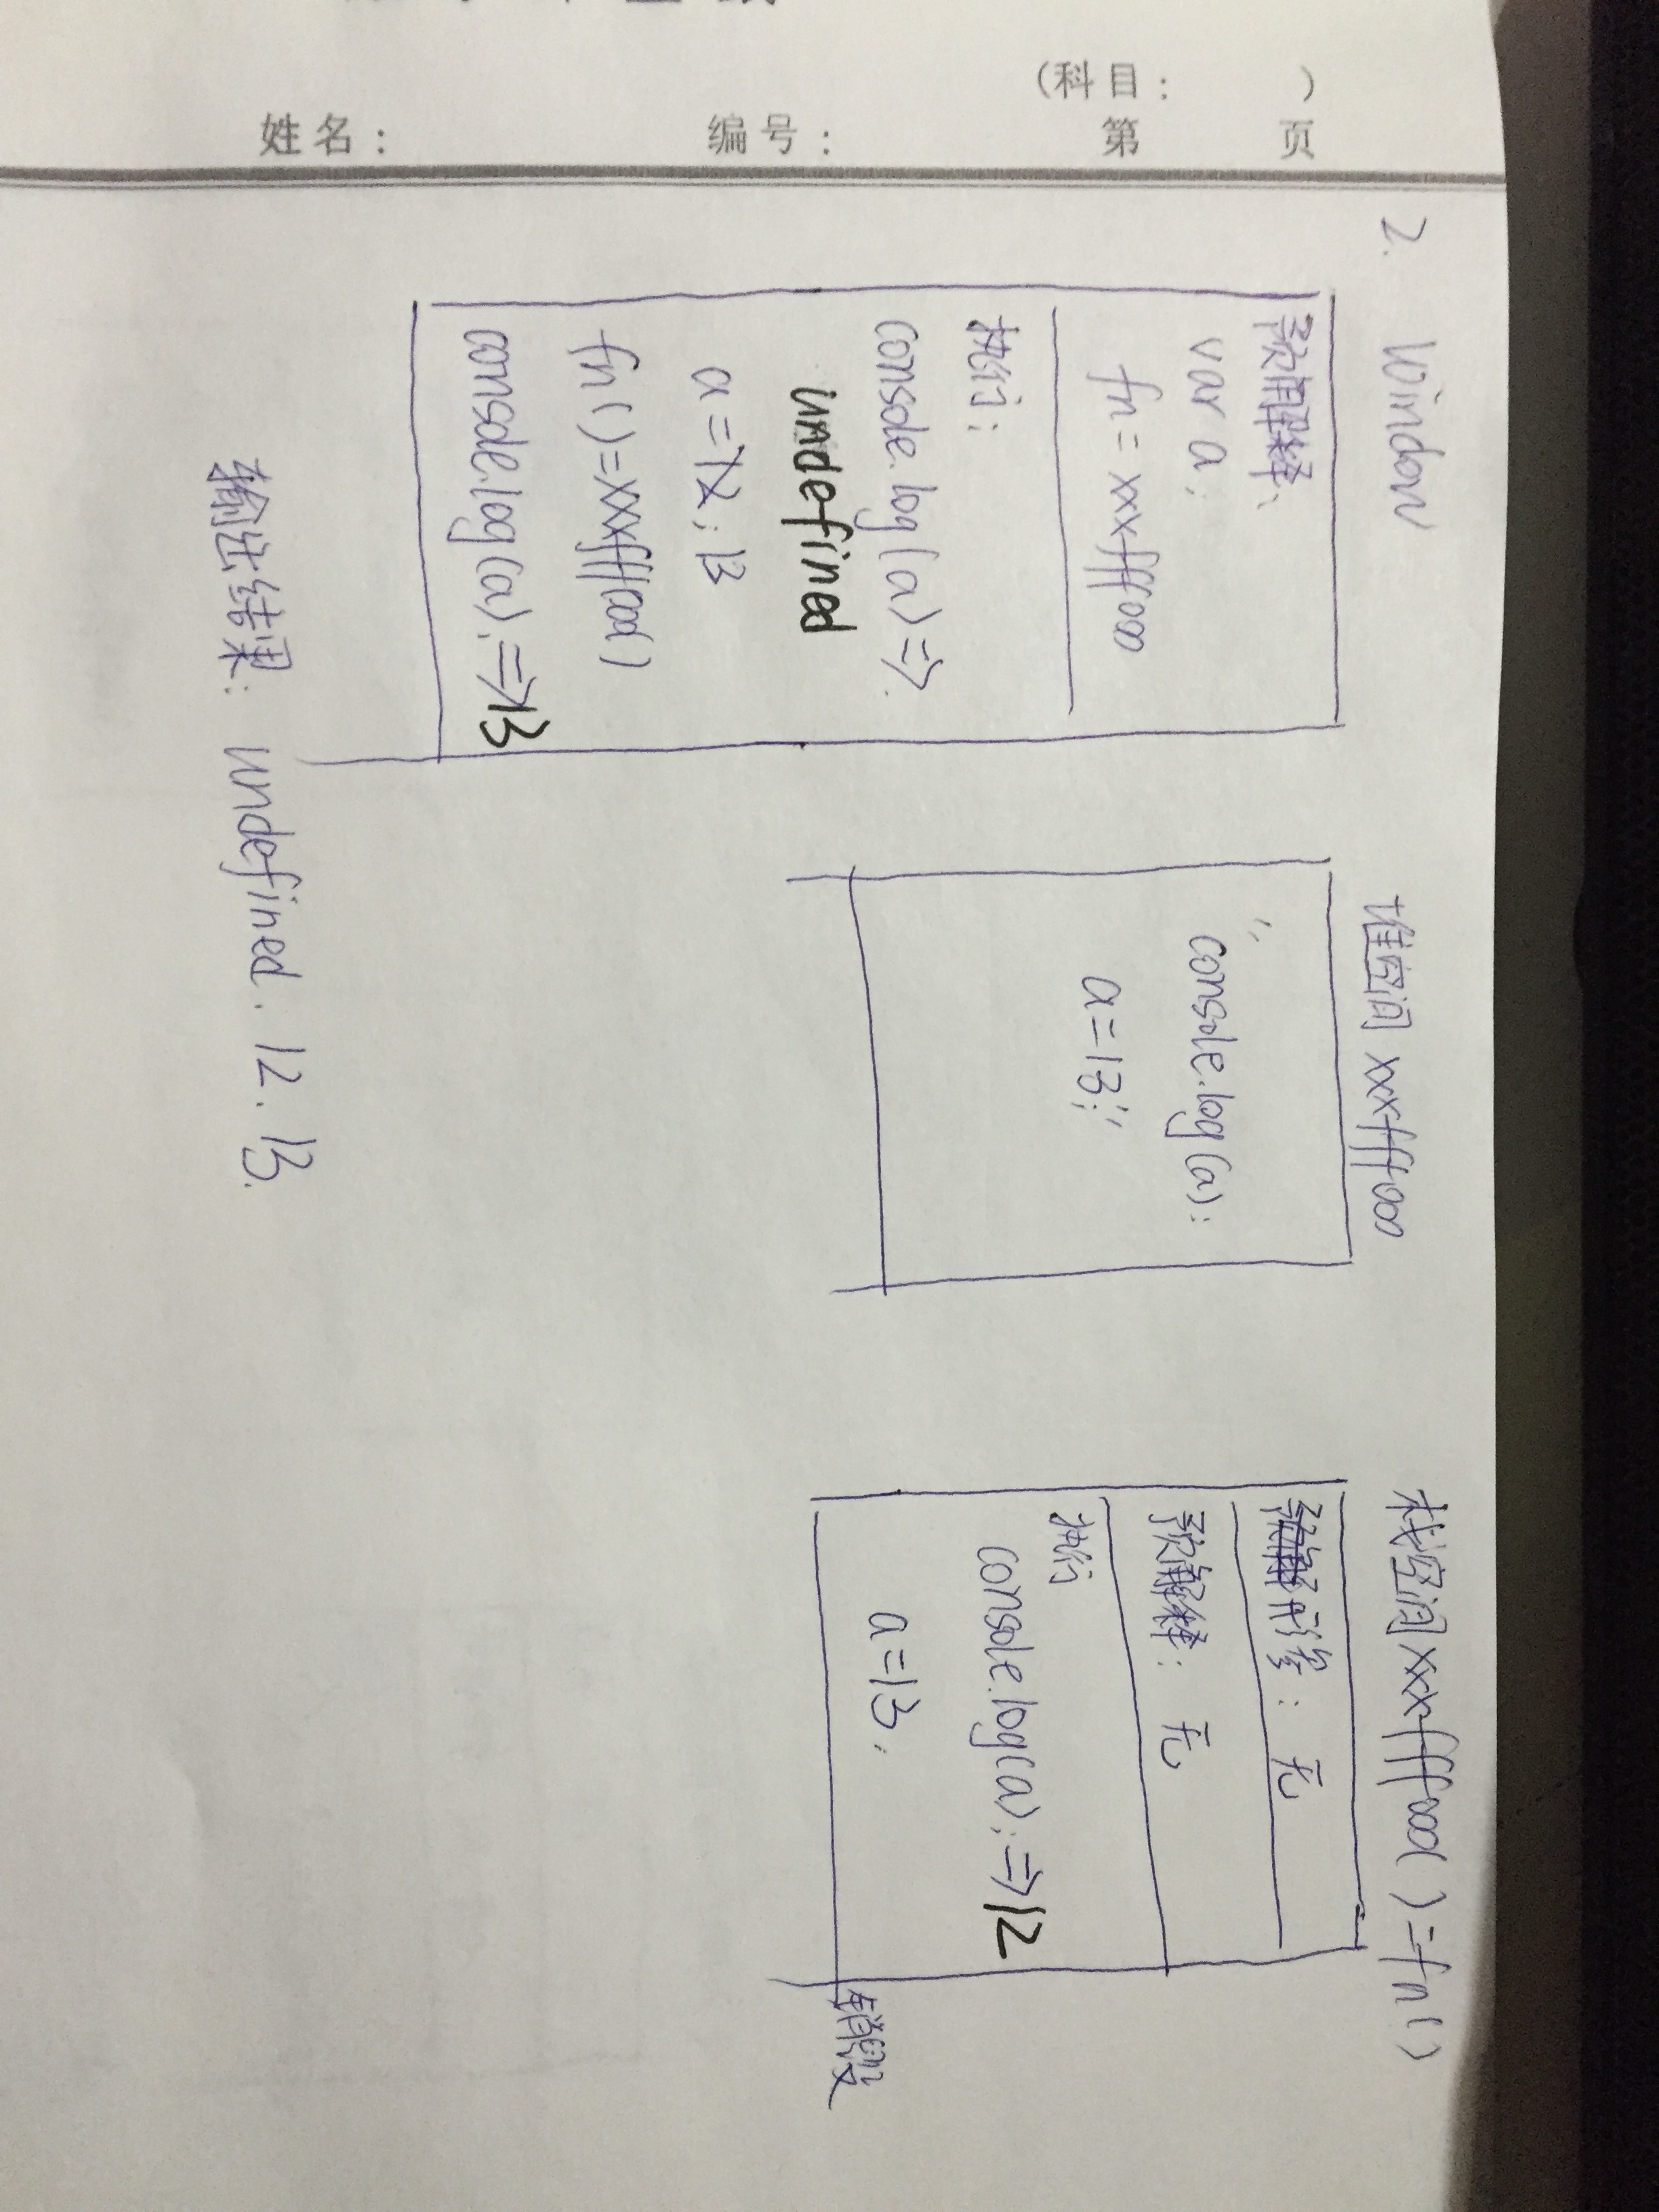 (科目： )
姓名： 编号： 第 页
2. Window
预解释、
var a;
fn = xxxfff000
执行：
console.log(a) =>
undefined
a = 12; 13
fn() = xxxfff000()
console.log(a); =>13
堆空间 xxxfff000
"
console.log(a);
a=13;"
栈空间 xxxfff000() = fn()
形参： 无
预解释： 无
执行
console.log(a); =>12
a=13;
销毁
输出结果： undefined. 12. 13.